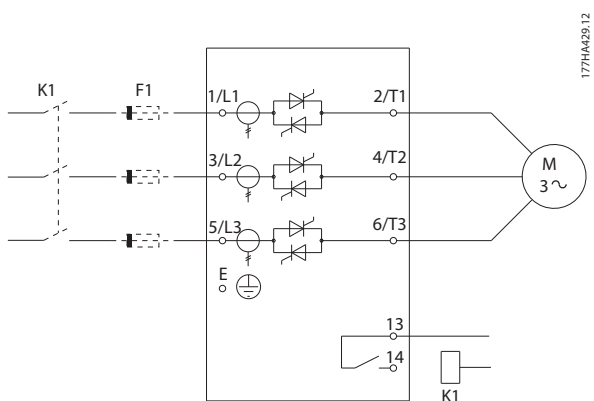 177HA429.12
K1
F1
1/L1
2/T1
3/L2
4/T2
M
3~
5/L3
6/T3
E
13
14
K1